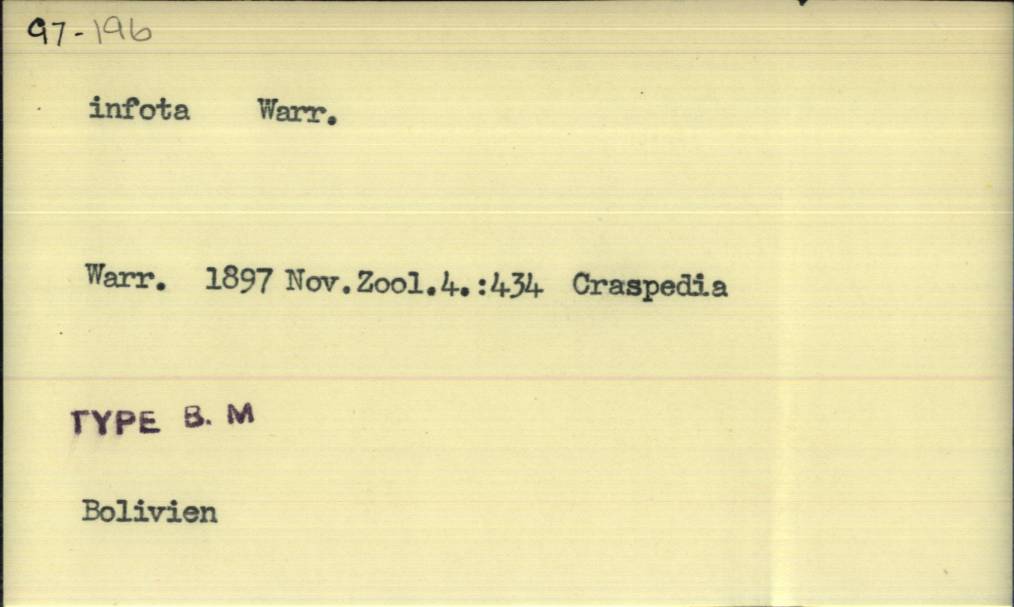 97-196
infota Warr.
Warr. 1897 Nov.Zool.4.:434 Craspedia
TYPE B. M
Bolivien